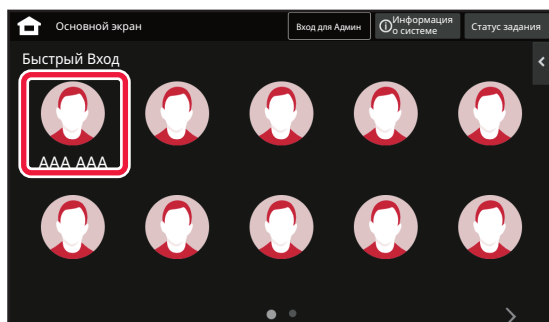 Основной экран
Вход для Админ
Информация
о системе
Статус задания
Быстрый Вход
AAA AAA